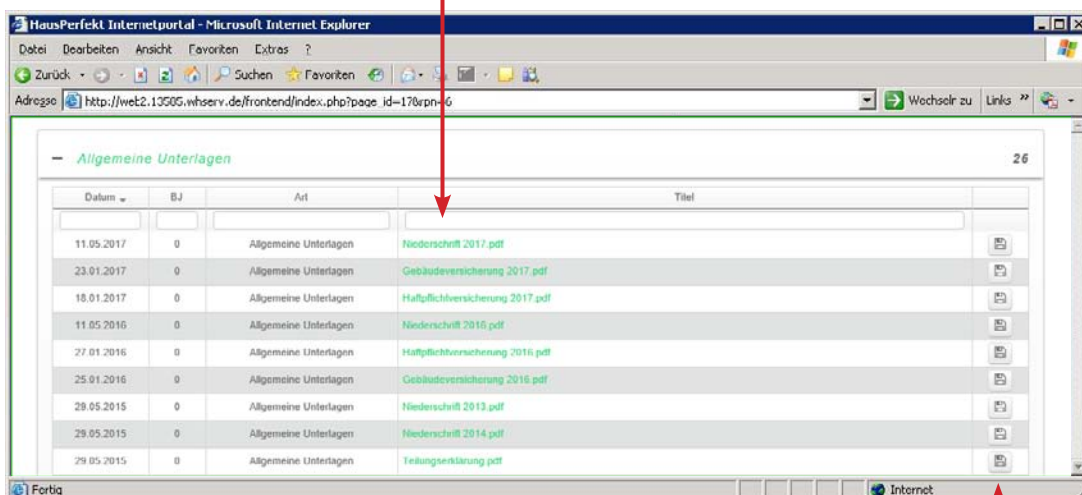 HausPerfekt Internetportal - Microsoft Internet Explorer
Datei Bearbeiten Ansicht Favoriten Extras ?
Zurück Suchen Favoriten
Adresse http://web2.13585.whserv.de/frontend/index.php?page_id=178rpn=6 Wechseln zu Links »
– Allgemeine Unterlagen 26
Datum BJ Art Titel
11.05.2017 0 Allgemeine Unterlagen Niederschrift 2017.pdf
23.01.2017 0 Allgemeine Unterlagen Gebäudeversicherung 2017.pdf
18.01.2017 0 Allgemeine Unterlagen Haftpflichtversicherung 2017.pdf
11.05.2016 0 Allgemeine Unterlagen Niederschrift 2016.pdf
27.01.2016 0 Allgemeine Unterlagen Haftpflichtversicherung 2016.pdf
25.01.2016 0 Allgemeine Unterlagen Gebäudeversicherung 2016.pdf
29.05.2015 0 Allgemeine Unterlagen Niederschrift 2013.pdf
29.05.2015 0 Allgemeine Unterlagen Niederschrift 2014.pdf
29.05.2015 0 Allgemeine Unterlagen Teilungserklärung.pdf
Fertig Internet